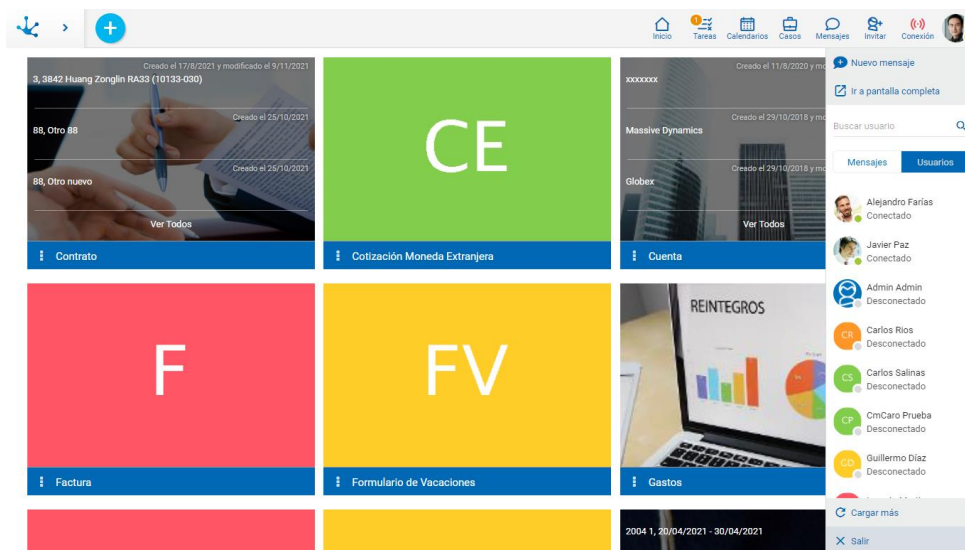 1
Inicio
Tareas
Calendarios
Casos
Mensajes
Invitar
Conexión
Creado el 17/8/2021 y modificado el 9/11/2021
3, 3842 Huang Zonglin RA33 (10133-030)
Creado el 25/10/2021
88, Otro 88
Creado el 25/10/2021
88, Otro nuevo
Ver Todos
Contrato
CE
Cotización Moneda Extranjera
Creado el 11/8/2020 y mo
xxxxxxx
Creado el 29/10/2018 y mo
Massive Dynamics
Creado el 29/10/2018 y mo
Globex
Ver Todos
Cuenta
F
Factura
FV
Formulario de Vacaciones
REINTEGROS
Gastos
2004 1, 20/04/2021 - 30/04/2021
Nuevo mensaje
Ir a pantalla completa
Buscar usuario
Mensajes
Usuarios
Alejandro Farías
Conectado
Javier Paz
Conectado
Admin Admin
Desconectado
CR
Carlos Rios
Desconectado
CS
Carlos Salinas
Desconectado
CP
CmCaro Prueba
Desconectado
GD
Guillermo Díaz
Desconectado
Cargar más
Salir